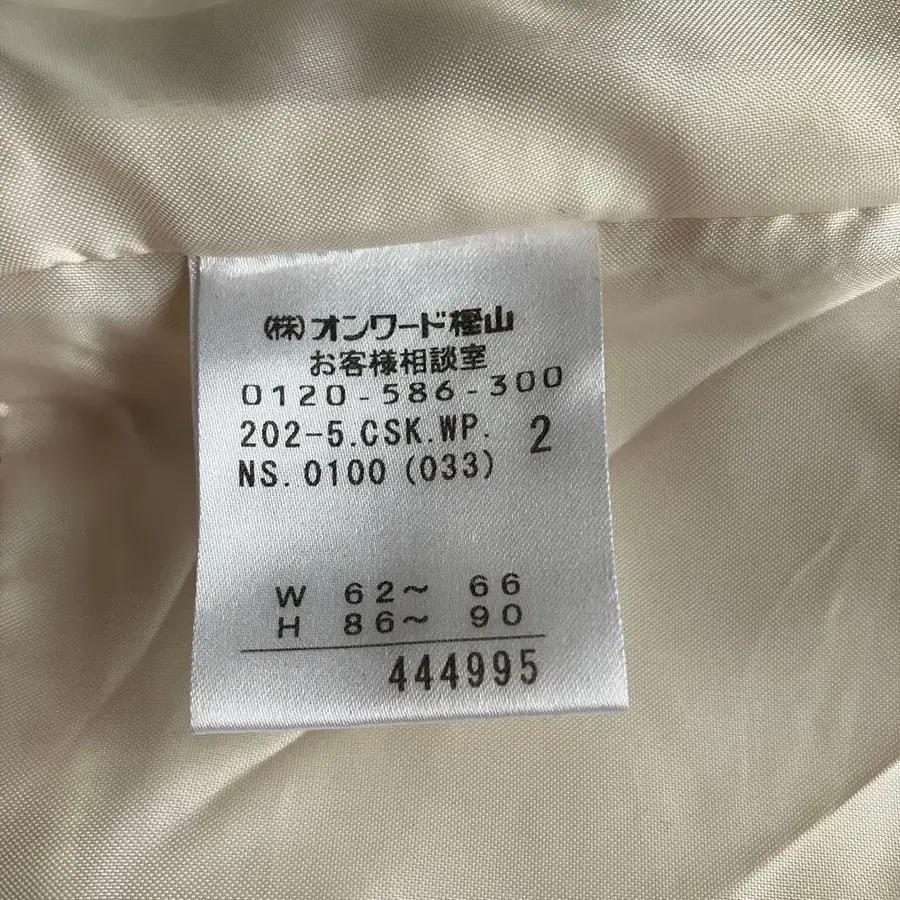 (株)オンワード樫山
お客様相談室
0120-586-300
202-5.CSK.WP. 2
NS.0100(033)
W 62～ 66
H 86～ 90
444995